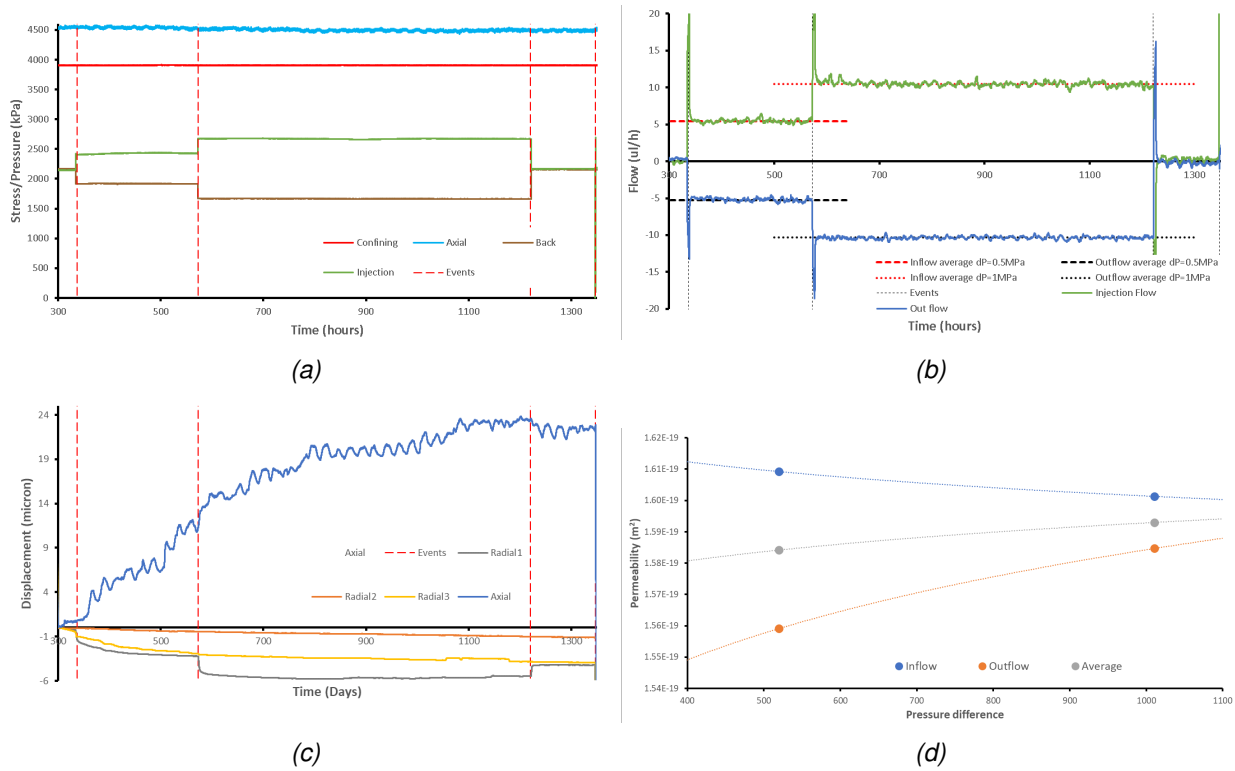 4500
4000
3500
3000
2500
2000
1500
1000
500
0
Stress/Pressure (kPa)
Confining
Axial
Back
Injection
Events
300
500
700
900
1100
1300
Time (hours)
(a)
20
15
10
5
0
-5
-10
-15
-20
Flow (ul/h)
300
500
700
900
1100
1300
Inflow average dP=0.5MPa
Outflow average dP=0.5MPa
Inflow average dP=1MPa
Outflow average dP=1MPa
Events
Injection Flow
Out flow
Time (hours)
(b)
24
19
14
9
4
-1
-6
Displacement (micron)
Axial
Events
Radial1
Radial2
Radial3
Axial
300
500
700
900
1100
1300
Time (Days)
(c)
1.62E-19
1.61E-19
1.60E-19
1.59E-19
1.58E-19
1.57E-19
1.56E-19
1.55E-19
1.54E-19
Permeability (m²)
Inflow
Outflow
Average
400
500
600
700
800
900
1000
1100
Pressure difference
(d)